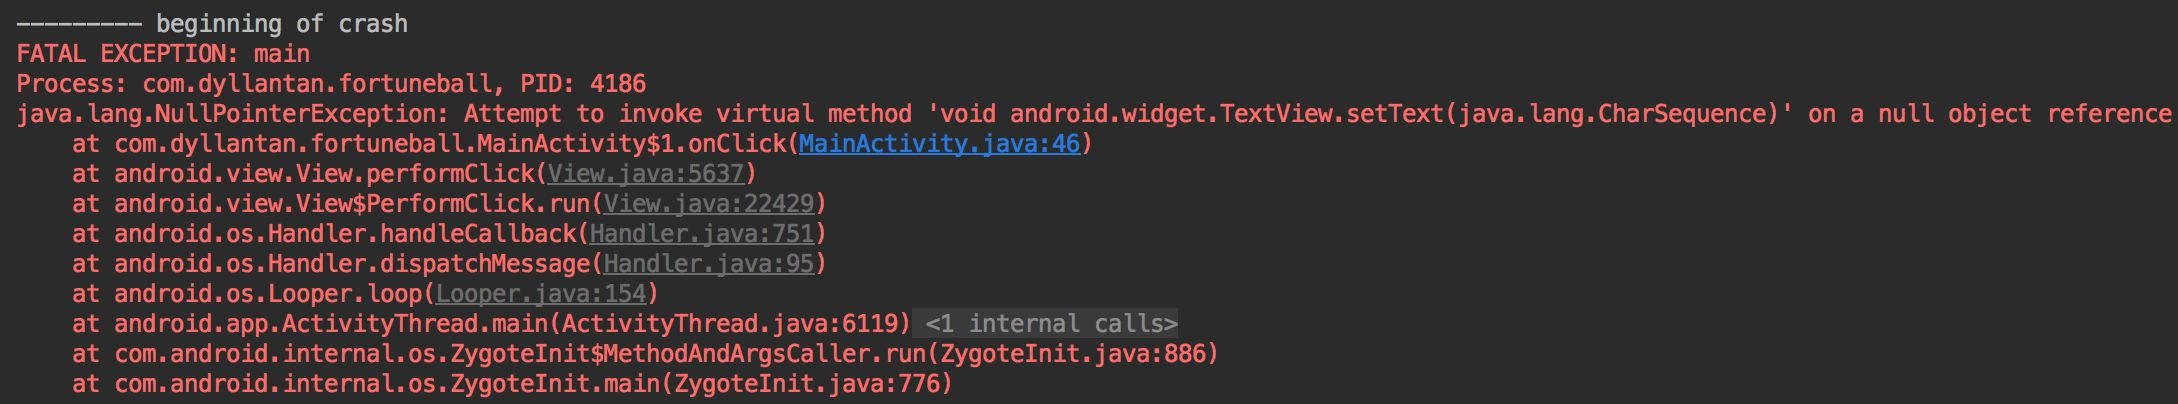 --------- beginning of crash
FATAL EXCEPTION: main
Process: com.dyllantan.fortuneball, PID: 4186
java.lang.NullPointerException: Attempt to invoke virtual method 'void android.widget.TextView.setText(java.lang.CharSequence)' on a null object reference
    at com.dyllantan.fortuneball.MainActivity$1.onClick(MainActivity.java:46)
    at android.view.View.performClick(View.java:5637)
    at android.view.View$PerformClick.run(View.java:22429)
    at android.os.Handler.handleCallback(Handler.java:751)
    at android.os.Handler.dispatchMessage(Handler.java:95)
    at android.os.Looper.loop(Looper.java:154)
    at android.app.ActivityThread.main(ActivityThread.java:6119) <1 internal calls>
    at com.android.internal.os.ZygoteInit$MethodAndArgsCaller.run(ZygoteInit.java:886)
    at com.android.internal.os.ZygoteInit.main(ZygoteInit.java:776)